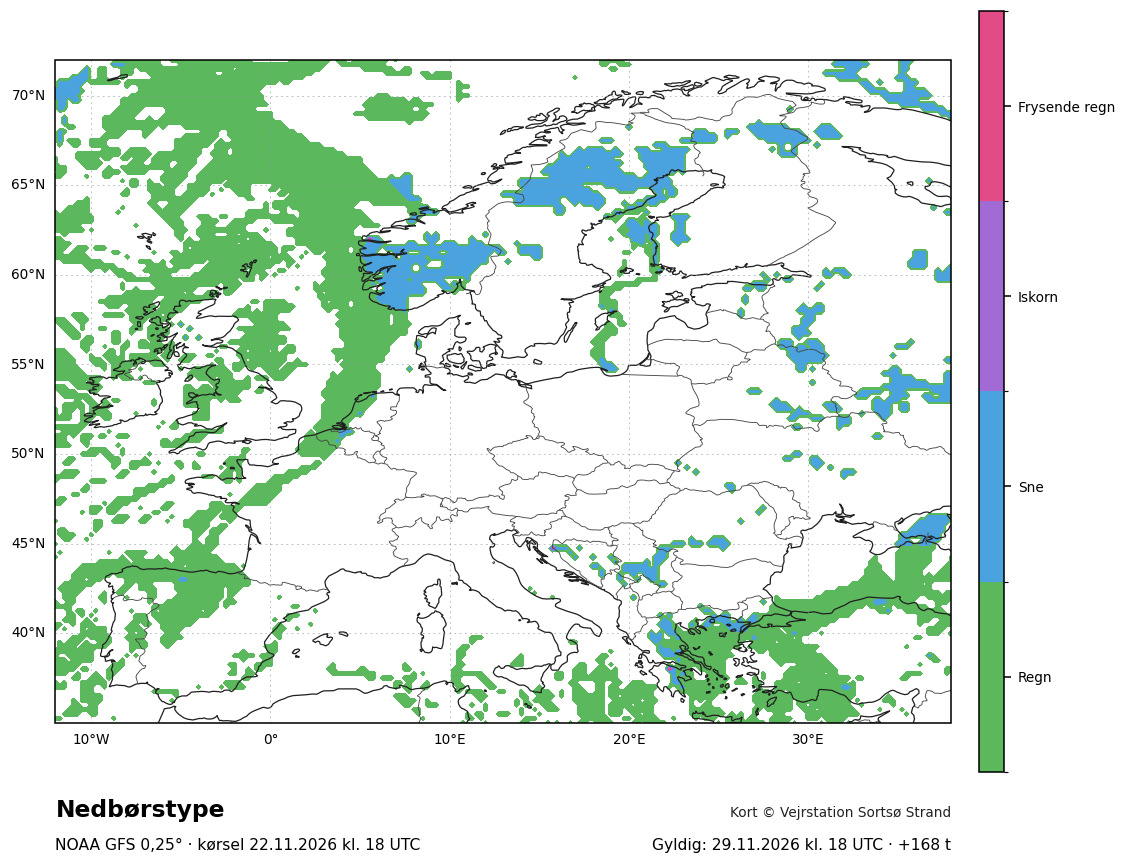 70°N
65°N
60°N
55°N
50°N
45°N
40°N
10°W
0°
10°E
20°E
30°E
Frysende regn
Iskorn
Sne
Regn
Nedbørstype
Kort © Vejrstation Sortsø Strand
NOAA GFS 0,25° · kørsel 22.11.2026 kl. 18 UTC
Gyldig: 29.11.2026 kl. 18 UTC · +168 t